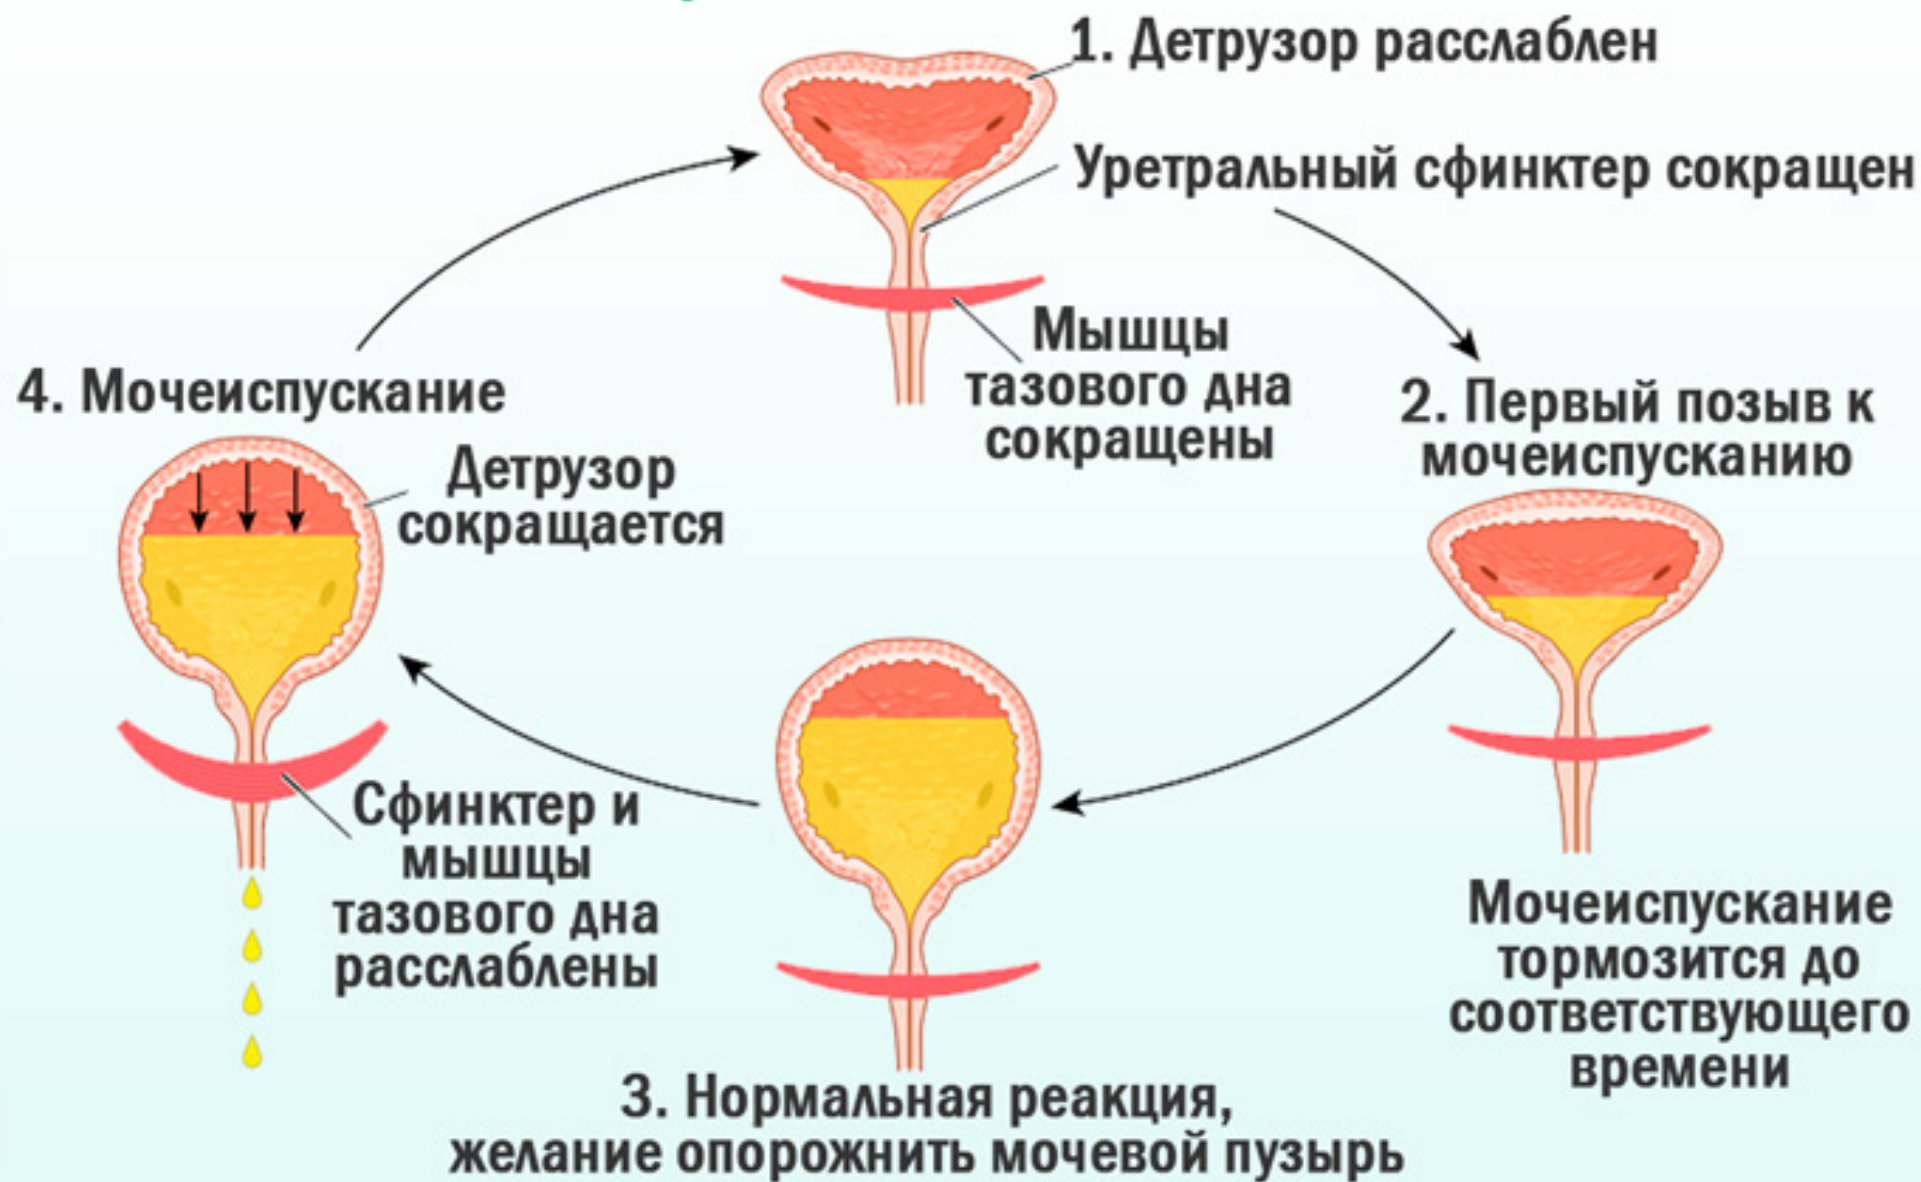 1. Детрузор расслаблен
Уретральный сфинктер сокращен
Мышцы
тазового дна
сокращены
2. Первый позыв к
мочеиспусканию
Мочеиспускание
тормозится до
соответствующего
времени
3. Нормальная реакция,
желание опорожнить мочевой пузырь
4. Мочеиспускание
Детрузор
сокращается
Сфинктер и
мышцы
тазового дна
расслаблены